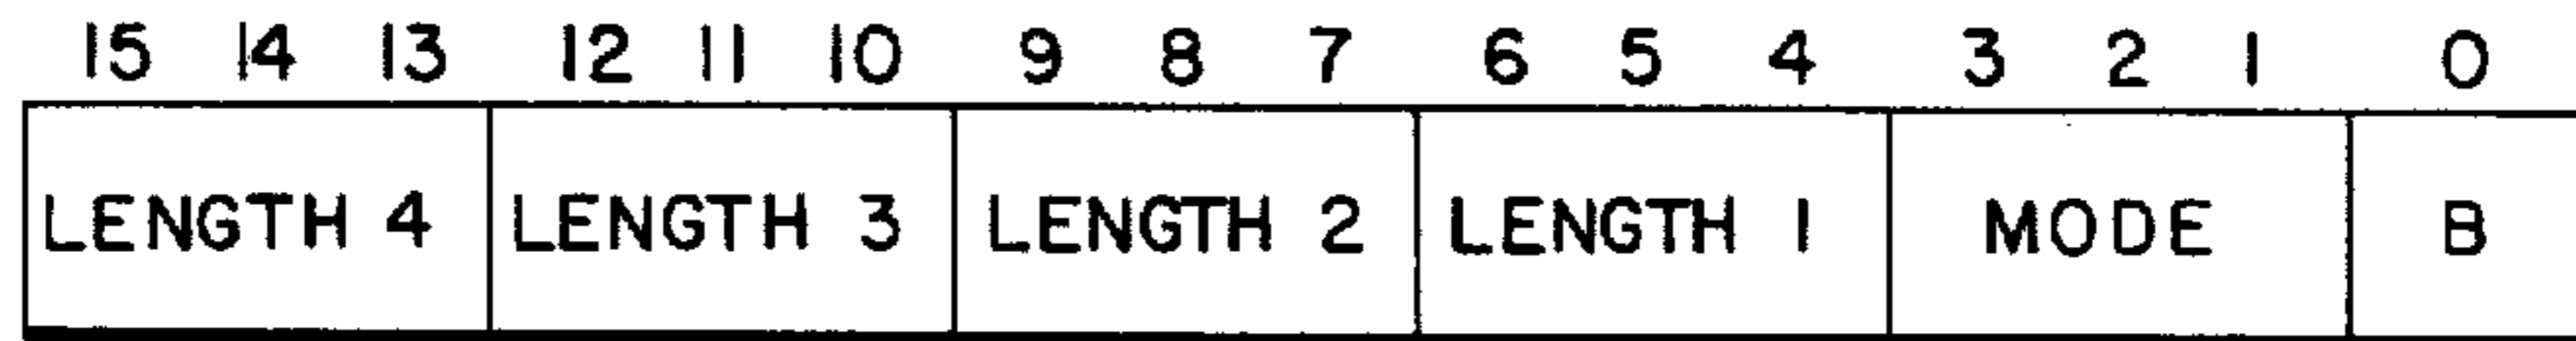 15 14 13 12 11 10 9 8 7 6 5 4 3 2 1 0
LENGTH 4 LENGTH 3 LENGTH 2 LENGTH 1 MODE B